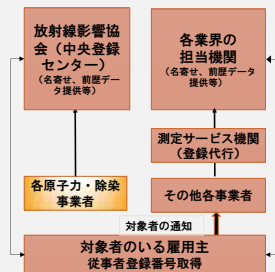 放射線影響協
会（中央登録
センター）
（名寄せ、前歴デー
タ提供等）
各業界の
担当機関
（名寄せ、前歴データ
提供等）
測定サービス機関
（登録代行）
各原子力・除染
事業者
その他各事業者
対象者の通知
対象者のいる雇用主
従事者登録番号取得